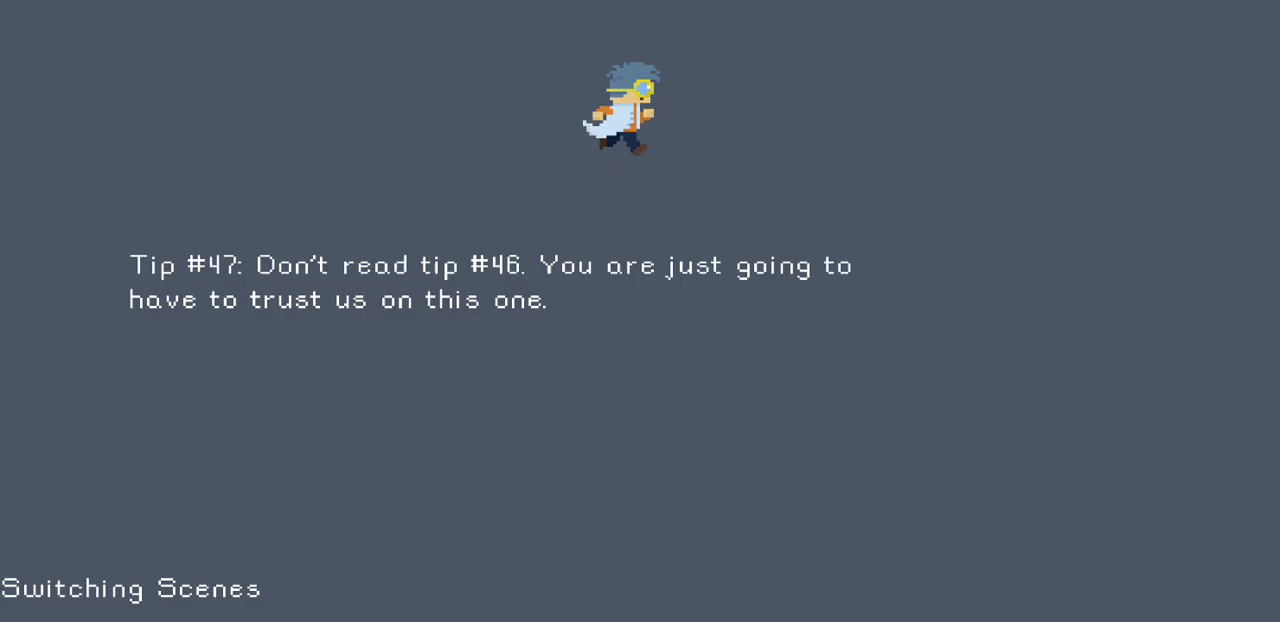 Tip #47: Don't read tip #46. You are just going to
have to trust us on this one.
Switching Scenes